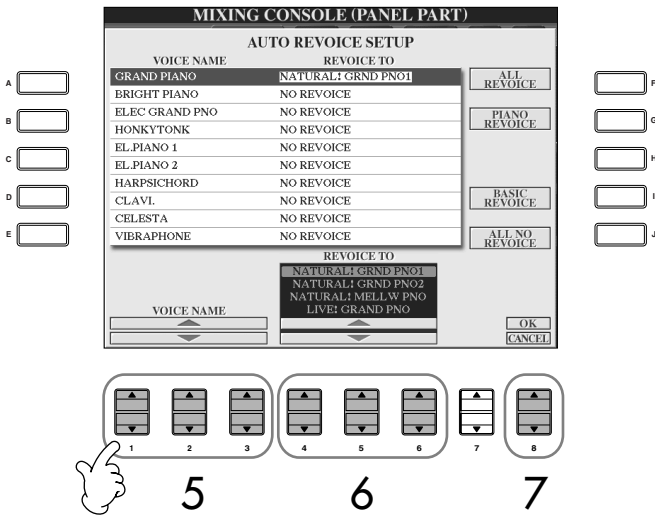 MIXING CONSOLE (PANEL PART)
AUTO REVOICE SETUP
VOICE NAME REVOICE TO
GRAND PIANO NATURAL! GRND PNO1
BRIGHT PIANO NO REVOICE
ELEC GRAND PNO NO REVOICE
HONKYTONK NO REVOICE
EL.PIANO 1 NO REVOICE
EL.PIANO 2 NO REVOICE
HARPSICHORD NO REVOICE
CLAVI. NO REVOICE
CELESTA NO REVOICE
VIBRAPHONE NO REVOICE
ALL
REVOICE
PIANO
REVOICE
BASIC
REVOICE
ALL NO
REVOICE
REVOICE TO
NATURAL! GRND PNO1
NATURAL! GRND PNO2
NATURAL! MELLW PNO
LIVE! GRAND PNO
VOICE NAME
OK
CANCEL
A
B
C
D
E
F
G
H
I
J
1 2 3 4 5 6 7 8
5 6 7